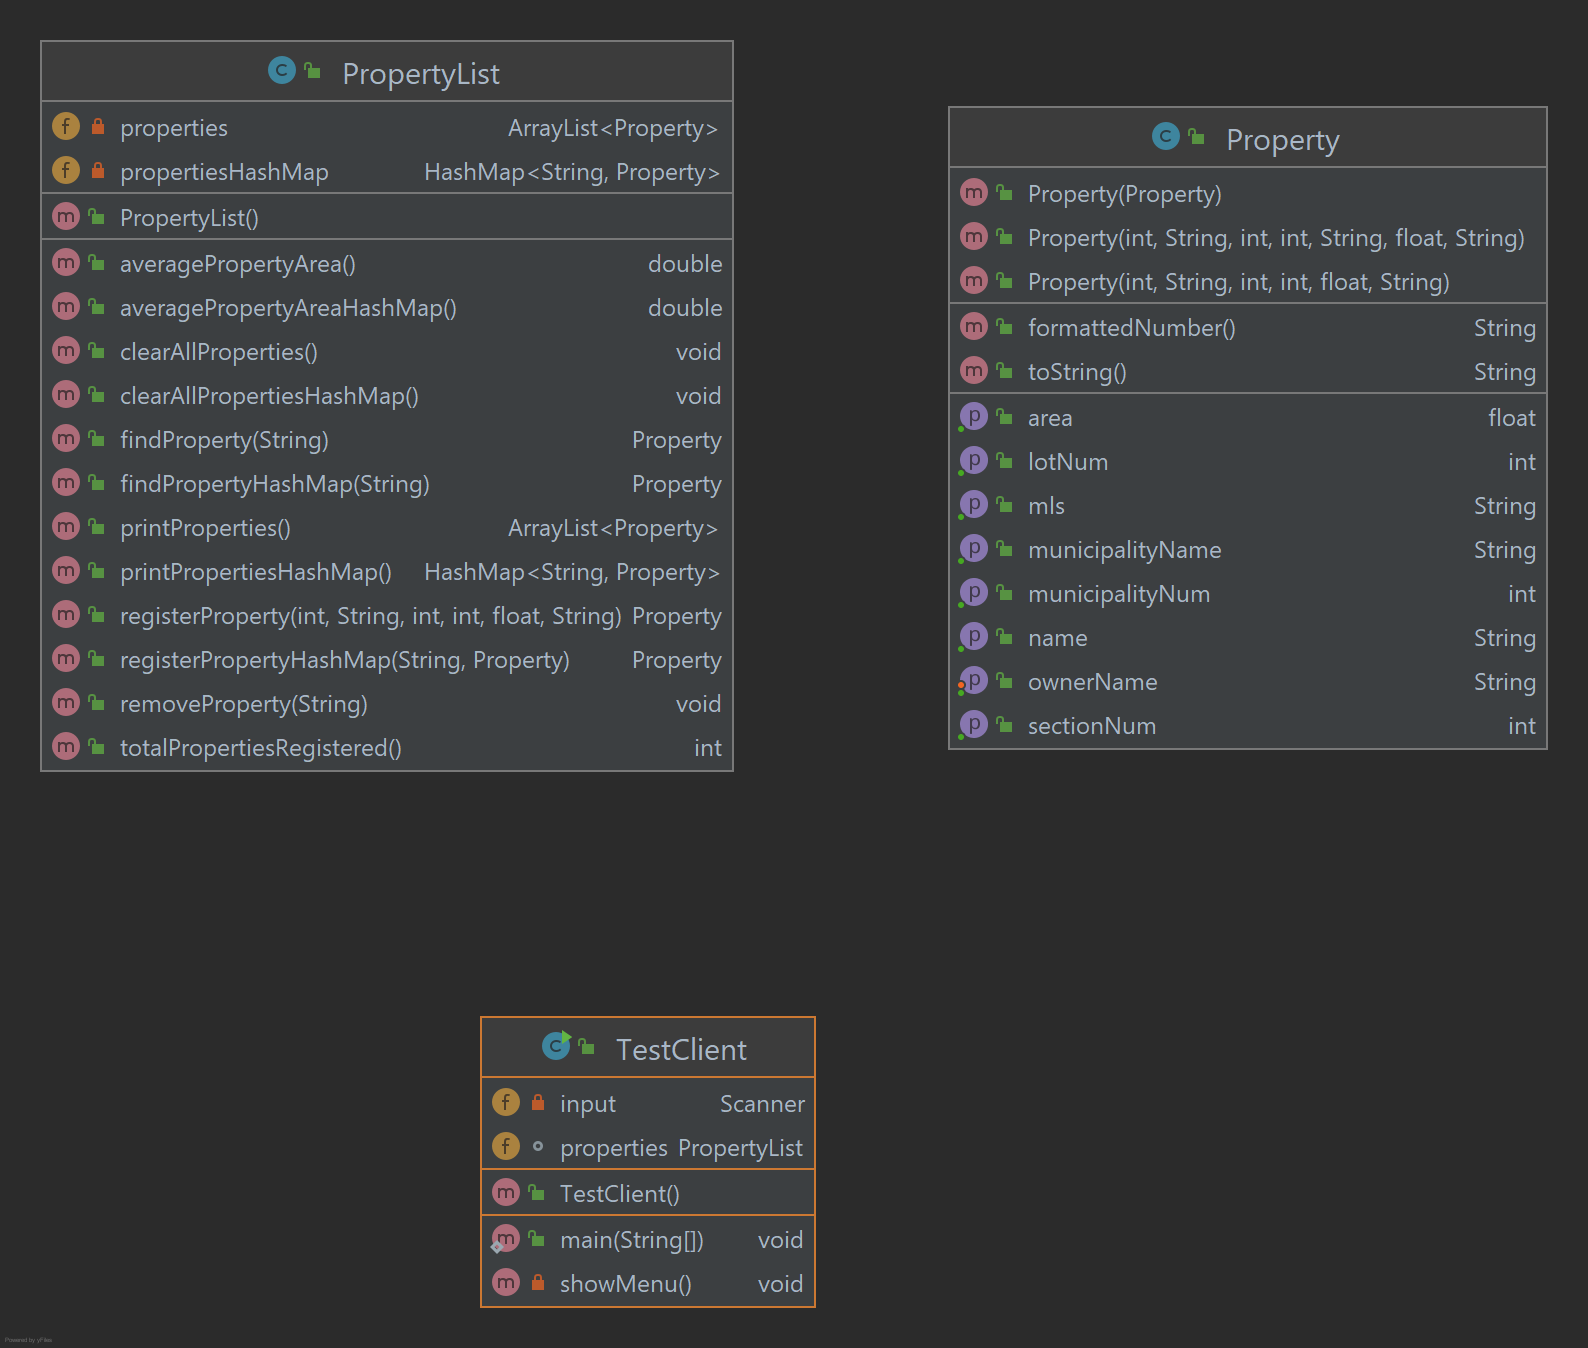 PropertyList
properties ArrayList<Property>
propertiesHashMap HashMap<String, Property>
PropertyList()
averagePropertyArea() double
averagePropertyAreaHashMap() double
clearAllProperties() void
clearAllPropertiesHashMap() void
findProperty(String) Property
findPropertyHashMap(String) Property
printProperties() ArrayList<Property>
printPropertiesHashMap() HashMap<String, Property>
registerProperty(int, String, int, int, float, String) Property
registerPropertyHashMap(String, Property) Property
removeProperty(String) void
totalPropertiesRegistered() int
Property
Property(Property)
Property(int, String, int, int, String, float, String)
Property(int, String, int, int, float, String)
formattedNumber() String
toString() String
area float
lotNum int
mls String
municipalityName String
municipalityNum int
name String
ownerName String
sectionNum int
TestClient
input Scanner
properties PropertyList
TestClient()
main(String[]) void
showMenu() void
Powered by yFiles